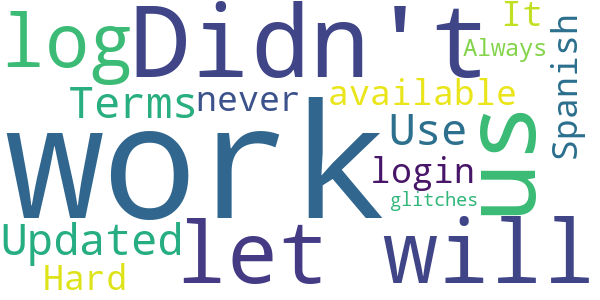 log Didn't It
Always
Terms never available
Spanish
work Use us
login
glitches
Updated let will
Hard